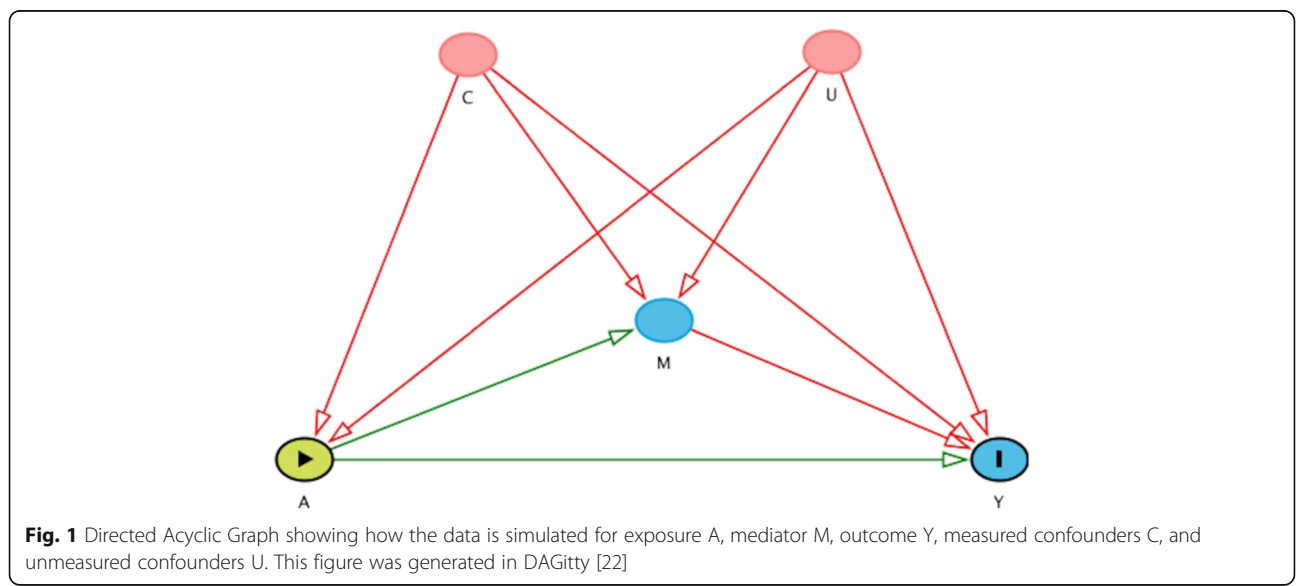 C
U
M
A
Y
Fig. 1 Directed Acyclic Graph showing how the data is simulated for exposure A, mediator M, outcome Y, measured confounders C, and
unmeasured confounders U. This figure was generated in DAGitty [22]